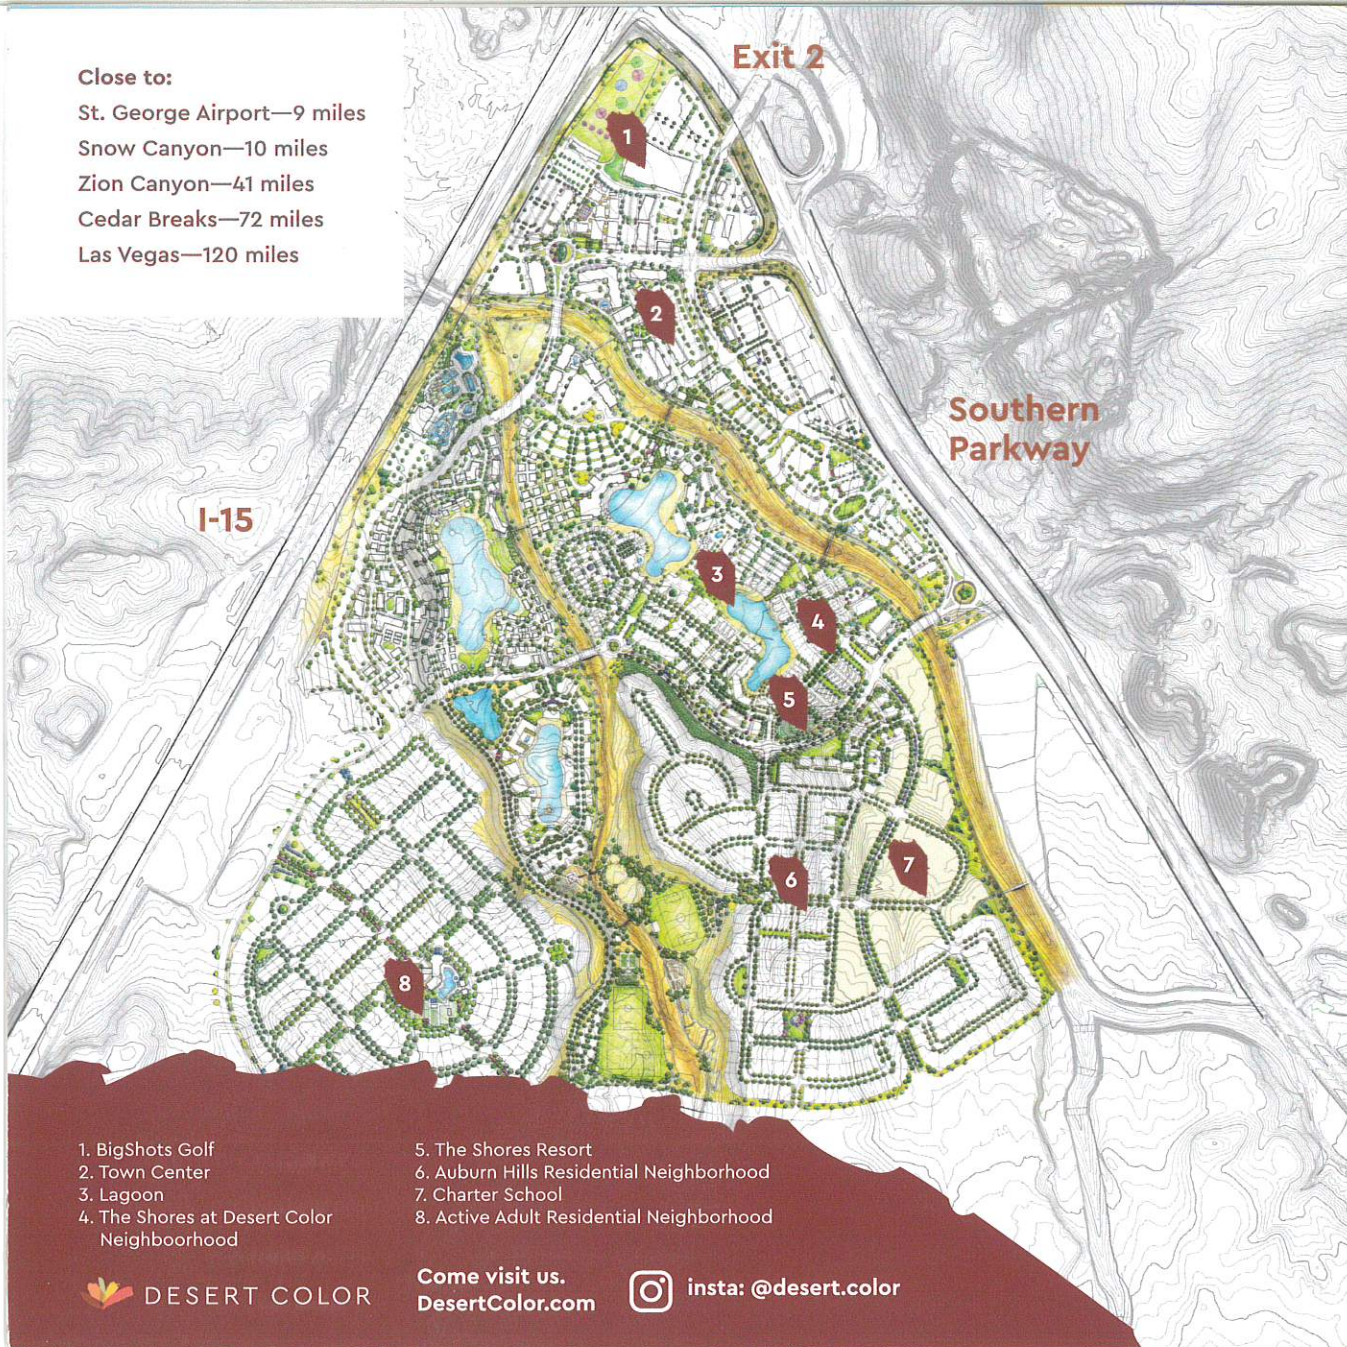 Close to:
St. George Airport—9 miles
Snow Canyon—10 miles
Zion Canyon—41 miles
Cedar Breaks—72 miles
Las Vegas—120 miles
Exit 2
1
2
Southern
Parkway
I-15
3
4
5
6
7
8
1. BigShots Golf
2. Town Center
3. Lagoon
4. The Shores at Desert Color
Neighboorhood
5. The Shores Resort
6. Auburn Hills Residential Neighborhood
7. Charter School
8. Active Adult Residential Neighborhood
DESERT COLOR
Come visit us.
DesertColor.com
insta: @desert.color